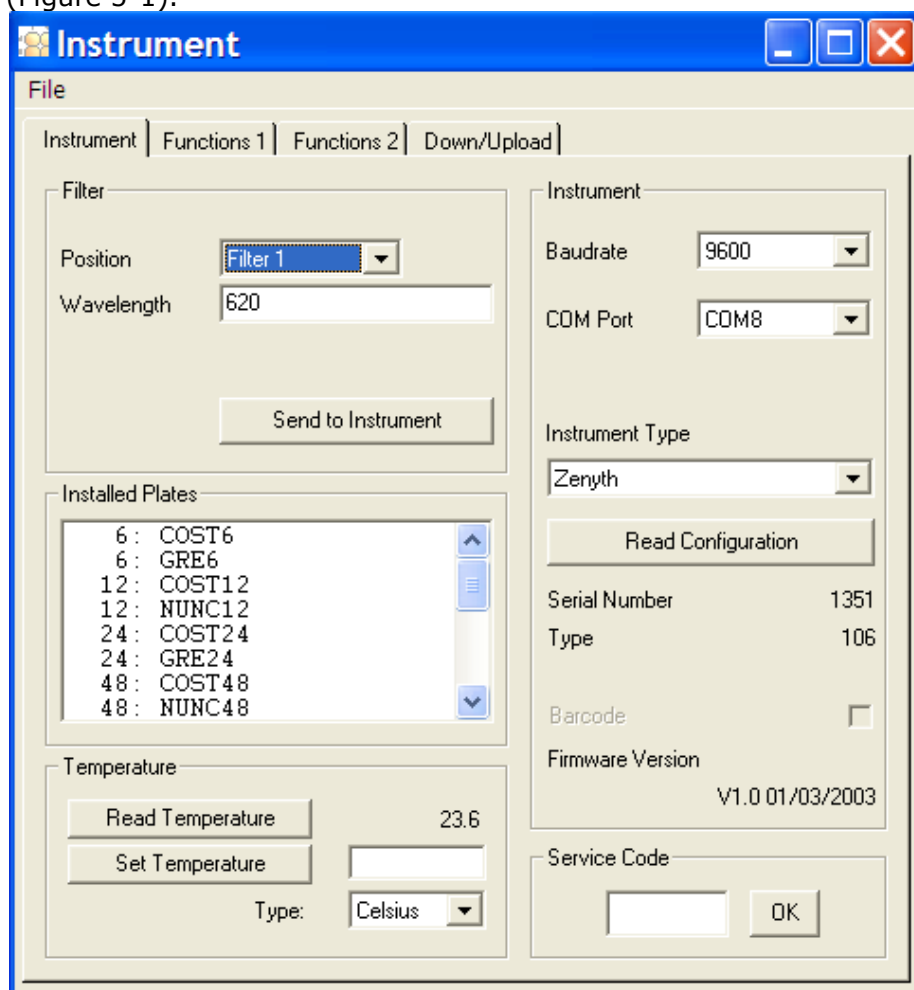 (Figure 3-1).
Instrument
File
Instrument Functions 1 Functions 2 Down/Upload
Filter
Position Filter 1
Wavelength 620
Send to Instrument
Installed Plates
6: COST6
6: GRE6
12: COST12
12: NUNC12
24: COST24
24: GRE24
48: COST48
48: NUNC48
Temperature
Read Temperature 23.6
Set Temperature
Type: Celsius
Instrument
Baudrate 9600
COM Port COM8
Instrument Type
Zenyth
Read Configuration
Serial Number 1351
Type 106
Barcode
Firmware Version
V1.0 01/03/2003
Service Code
OK